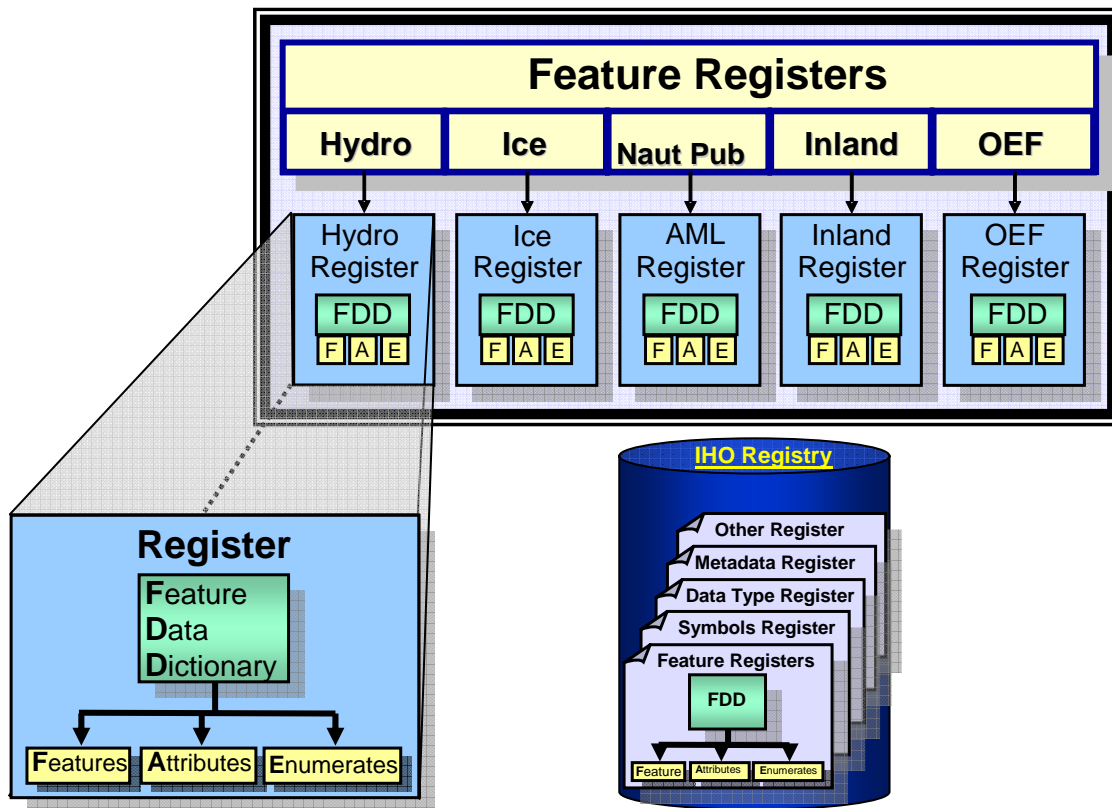 Feature Registers
Hydro
Ice
Naut Pub
Inland
OEF
Hydro
Register
FDD
F A E
Ice
Register
FDD
F A E
AML
Register
FDD
F A E
Inland
Register
FDD
F A E
OEF
Register
FDD
F A E
Register
Feature
Data
Dictionary
Features
Attributes
Enumerates
IHO Registry
Other Register
Metadata Register
Data Type Register
Symbols Register
Feature Registers
FDD
Feature
Attributes
Enumerates